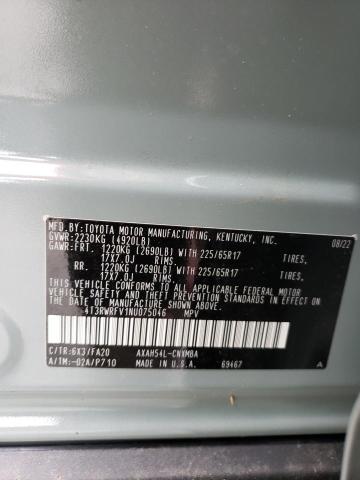 MFD.BY:TOYOTA MOTOR MANUFACTURING, KENTUCKY, INC. 08/22
GVWR:2230KG (4920LB)
GAWR:FRT. 1220KG (2690LB)WITH 225/65R17 TIRES,
17X7.0J RIMS.
RR. 1220KG (2690LB)WITH 225/65R17 TIRES,
17X7.0J RIMS.
THIS VEHICLE CONFORMS TO ALL APPLICABLE FEDERAL MOTOR
VEHICLE SAFETY STANDARDS IN EFFECT ON THE DATE OF
MANUFACTURE SHOWN ABOVE.
4T3RWRFV1NU075046 MPV
C/TR:6X3/FA20 AXAH54L-CNXMBA
A/TM:-02A/P710 MADE IN U.S.A. 69467 A